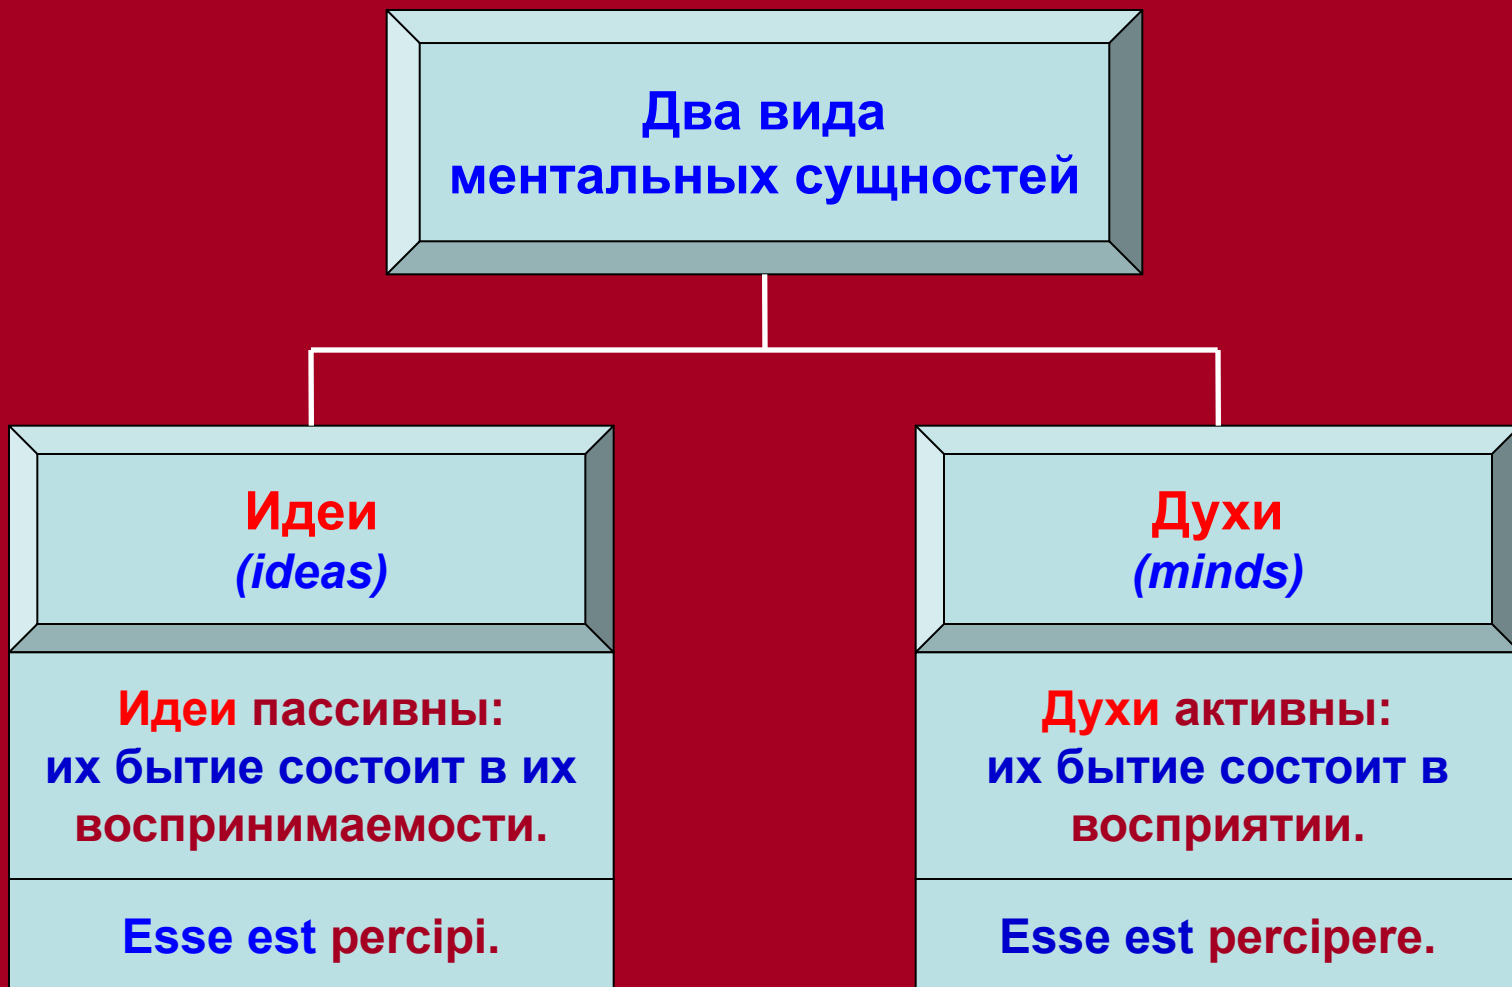 Два вида
ментальных сущностей
Идеи
(ideas)
Идеи пассивны:
их бытие состоит в их
воспринимаемости.
Esse est percipi.
Духи
(minds)
Духи активны:
их бытие состоит в
восприятии.
Esse est percipere.